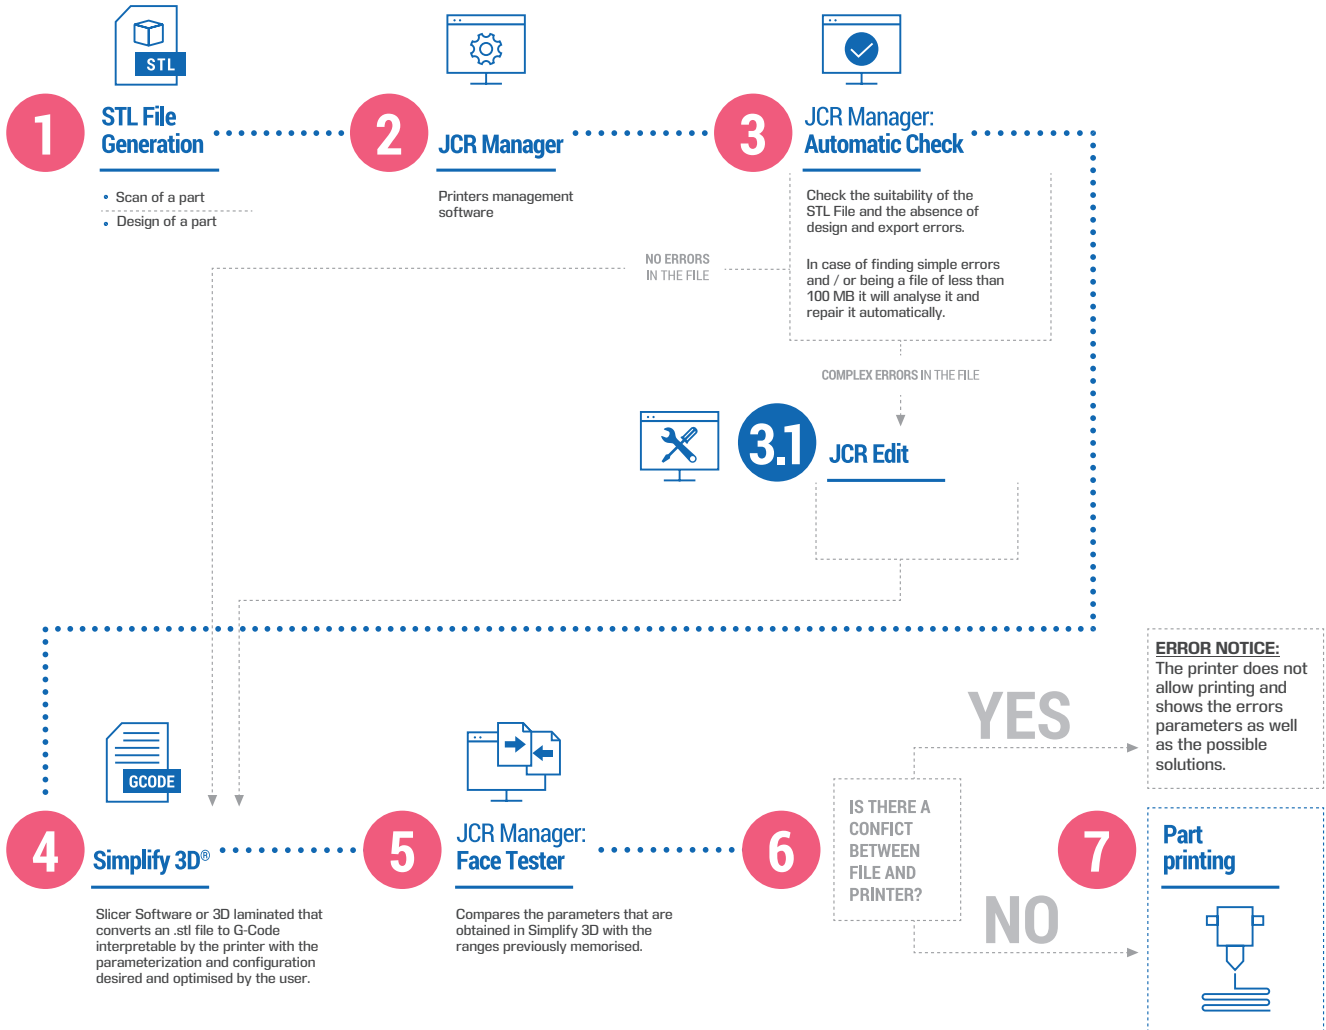 STL
1
STL File
Generation
• Scan of a part
• Design of a part
2
JCR Manager
Printers management
software
3
JCR Manager:
Automatic Check
Check the suitability of the
STL File and the absence of
design and export errors.
In case of finding simple errors
and / or being a file of less than
100 MB it will analyse it and
repair it automatically.
NO ERRORS
IN THE FILE
COMPLEX ERRORS IN THE FILE
3.1
JCR Edit
GCODE
4
Simplify 3D®
Slicer Software or 3D laminated that
converts an .stl file to G-Code
interpretable by the printer with the
parameterization and configuration
desired and optimised by the user.
5
JCR Manager:
Face Tester
Compares the parameters that are
obtained in Simplify 3D with the
ranges previously memorised.
6
IS THERE A
CONFICT
BETWEEN
FILE AND
PRINTER?
YES
ERROR NOTICE:
The printer does not
allow printing and
shows the errors
parameters as well
as the possible
solutions.
NO
7
Part
printing